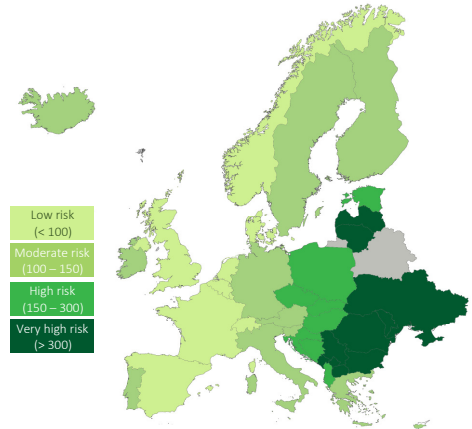 Low risk
(< 100)
Moderate risk
(100 – 150)
High risk
(150 – 300)
Very high risk
(> 300)